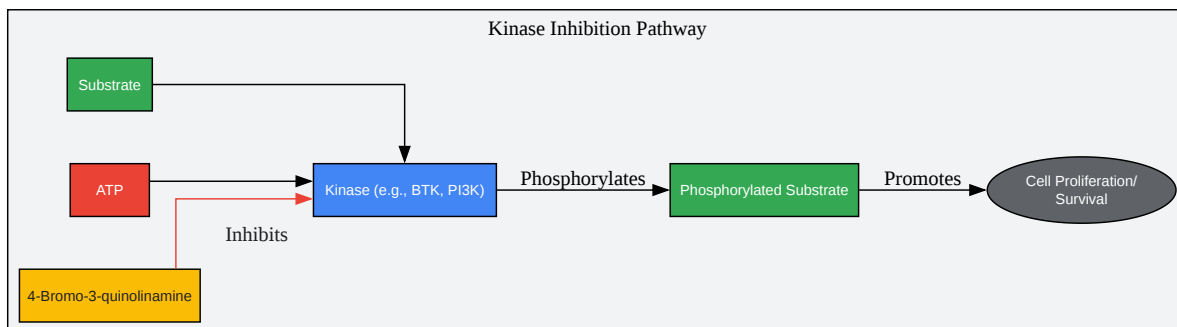 Kinase Inhibition Pathway
Substrate
ATP
Kinase (e.g., BTK, PI3K)
Phosphorylates
Phosphorylated Substrate
Promotes
Cell Proliferation/
Survival
Inhibits
4-Bromo-3-quinolinamine